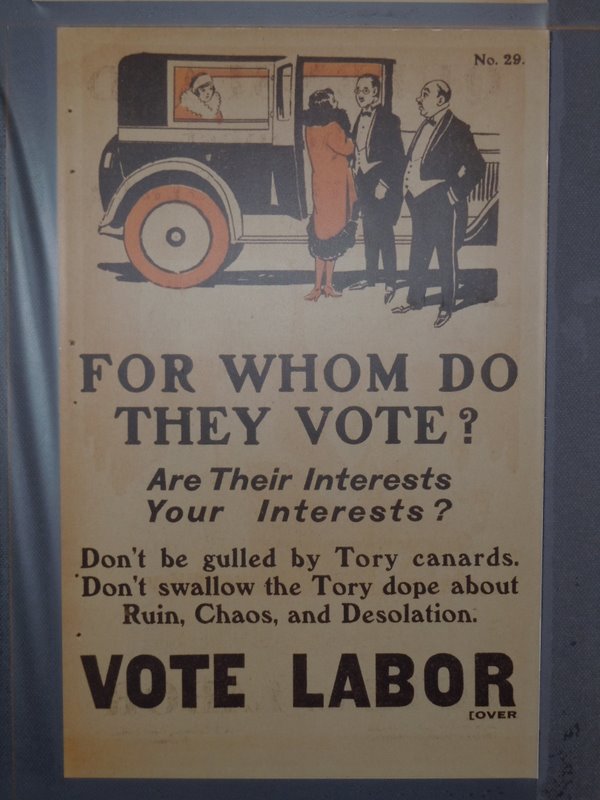 No. 29.
FOR WHOM DO
THEY VOTE?
Are Their Interests
Your Interests?
Don't be gulled by Tory canards.
Don't swallow the Tory dope about
Ruin, Chaos, and Desolation.
VOTE LABOR
[OVER